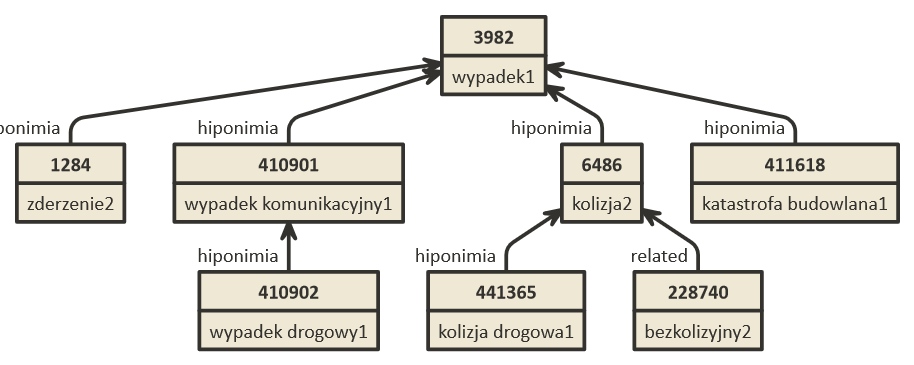 3982
wypadek1
ponimia
hiponimia
hiponimia
hiponimia
1284
zderzenie2
410901
wypadek komunikacyjny1
6486
kolizja2
411618
katastrofa budowlana1
hiponimia
hiponimia
related
410902
wypadek drogowy1
441365
kolizja drogowa1
228740
bezkolizyjny2